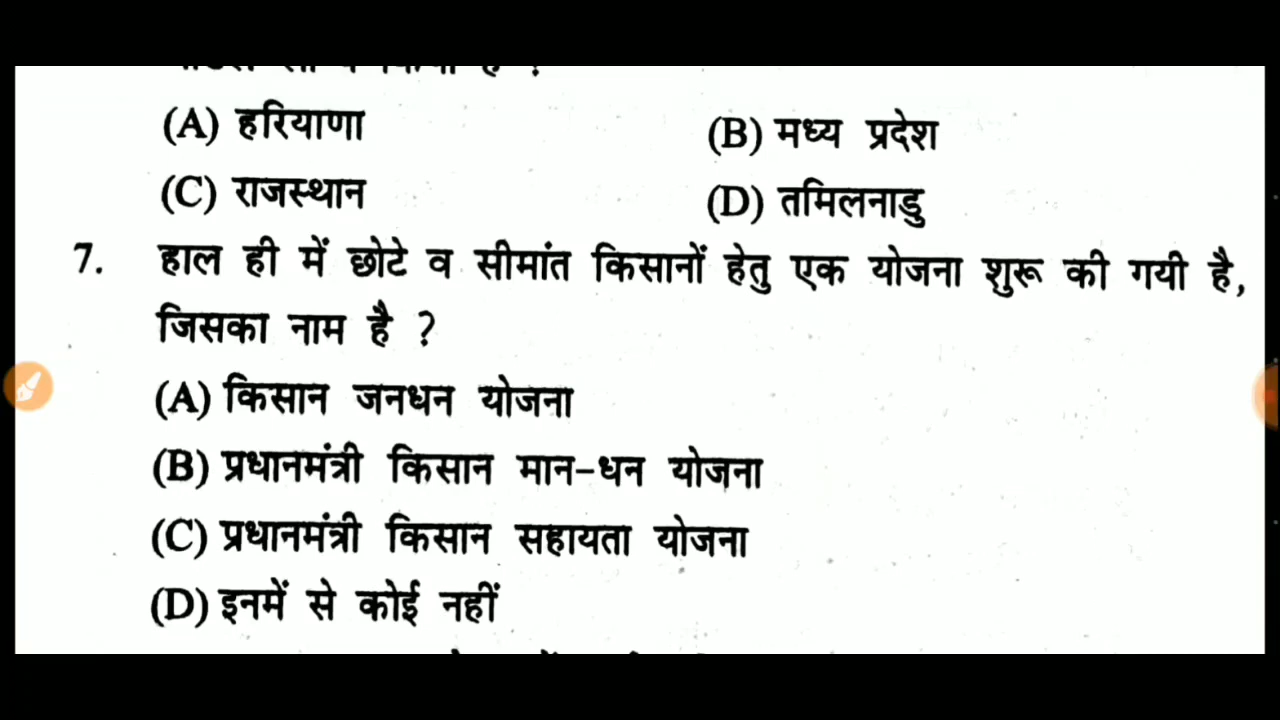 (A) हरियाणा (B) मध्य प्रदेश
(C) राजस्थान (D) तमिलनाडु
7. हाल ही में छोटे व सीमांत किसानों हेतु एक योजना शुरू की गयी है,
जिसका नाम है ?
(A) किसान जनधन योजना
(B) प्रधानमंत्री किसान मान-धन योजना
(C) प्रधानमंत्री किसान सहायता योजना
(D) इनमें से कोई नहीं